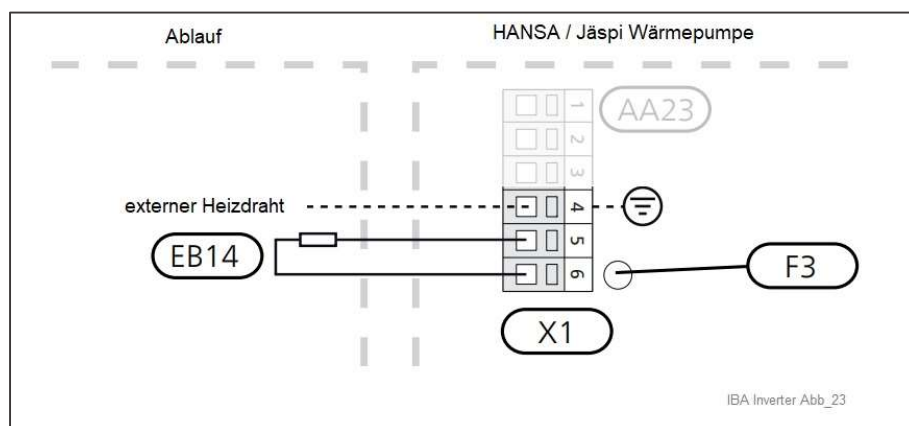 Ablauf
HANSA / Jäspi Wärmepumpe
1
AA23
2
3
externer Heizdraht
4
5
EB14
6
F3
X1
IBA Inverter Abb_23